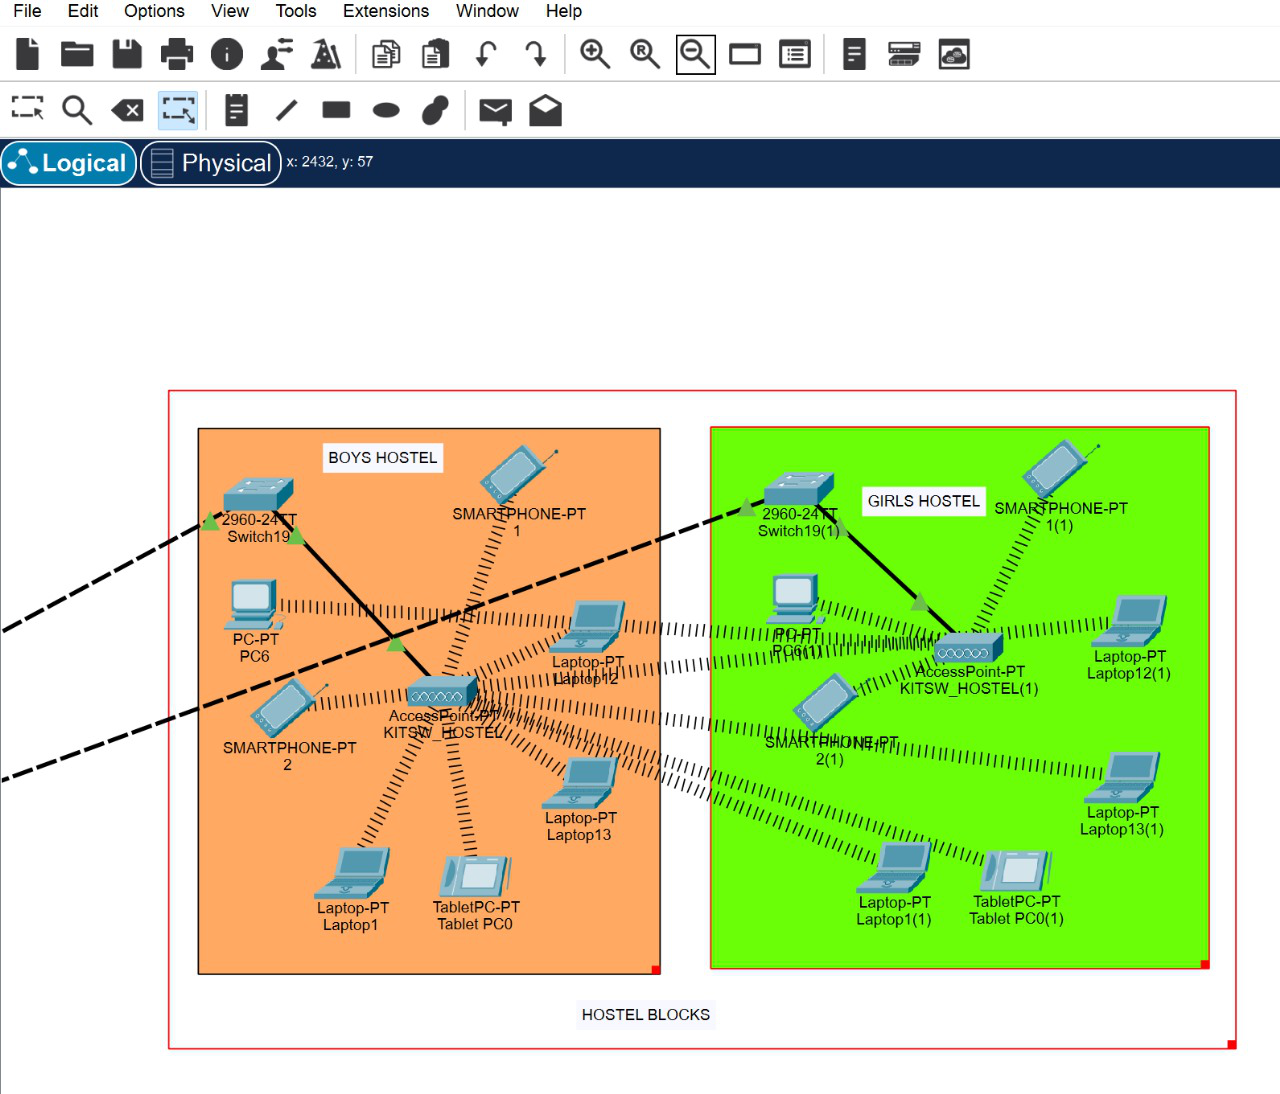 File Edit Options View Tools Extensions Window Help
Logical Physical x: 2432, y: 57
BOYS HOSTEL
2960-24TT
Switch19
SMARTPHONE-PT
1
PC-PT
PC6
Laptop-PT
Laptop12
AccessPoint-PT
KITSW_HOSTEL
SMARTPHONE-PT
2
Laptop-PT
Laptop13
Laptop-PT
Laptop1
TabletPC-PT
Tablet PC0
GIRLS HOSTEL
2960-24TT
Switch19(1)
SMARTPHONE-PT
1(1)
PC-PT
PC6(1)
AccessPoint-PT
KITSW_HOSTEL(1)
Laptop-PT
Laptop12(1)
SMARTPHONE-PT
2(1)
Laptop-PT
Laptop13(1)
Laptop-PT
Laptop1(1)
TabletPC-PT
Tablet PC0(1)
HOSTEL BLOCKS